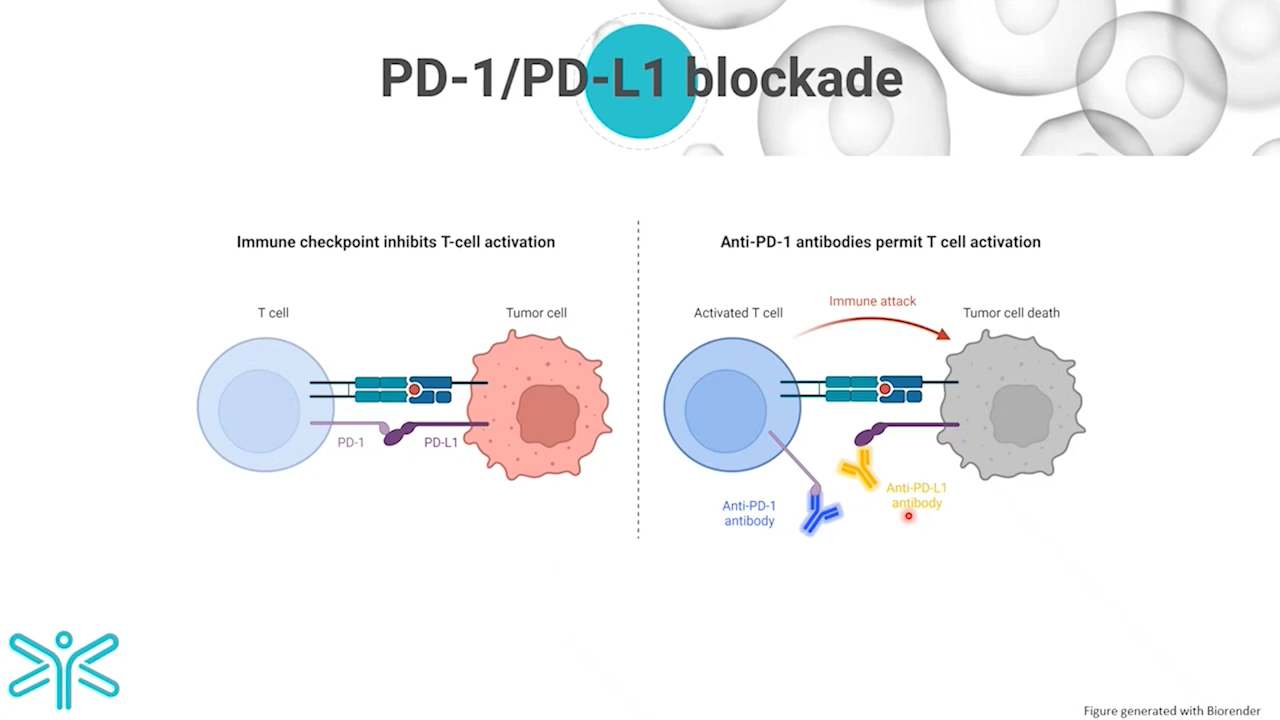 PD-1/PD-L1 blockade
Immune checkpoint inhibits T-cell activation
T cell
Tumor cell
PD-1
PD-L1
Anti-PD-1 antibodies permit T cell activation
Immune attack
Activated T cell
Tumor cell death
Anti-PD-1
antibody
Anti-PD-L1
antibody
Figure generated with Biorender